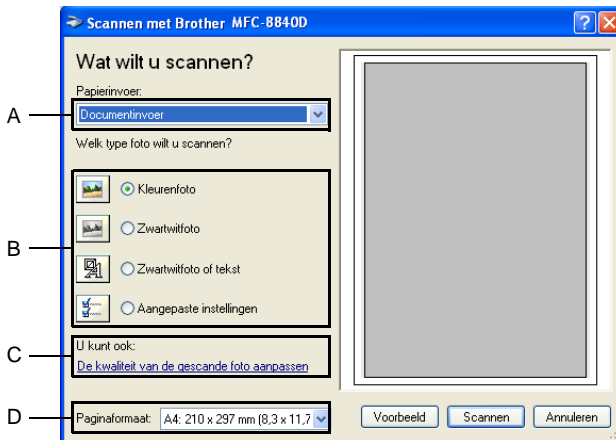 Scannen met Brother MFC-8840D
Wat wilt u scannen?
Papierinvoer:
A
Documentinvoer
Welk type foto wilt u scannen?
B
Kleurenfoto
Zwartwitfoto
Zwartwitfoto of tekst
Aangepaste instellingen
C
U kunt ook:
De kwaliteit van de gescande foto aanpassen
D
Paginaformaat: A4: 210 x 297 mm (8,3 x 11,7
Voorbeeld Scannen Annuleren